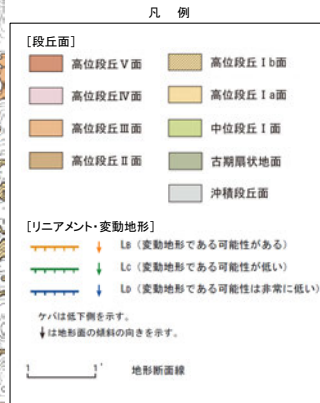 凡 例
[段丘面]
高位段丘Ⅴ面
高位段丘Ⅳ面
高位段丘Ⅲ面
高位段丘Ⅱ面
高位段丘Ⅰb面
高位段丘Ⅰa面
中位段丘Ⅰ面
古期扇状地面
沖積段丘面
[リニアメント・変動地形]
LB（変動地形である可能性がある）
LC（変動地形である可能性が低い）
LD（変動地形である可能性は非常に低い）
ケバは低下側を示す。
↓は地形面の傾斜の向きを示す。
1 1' 地形断面線